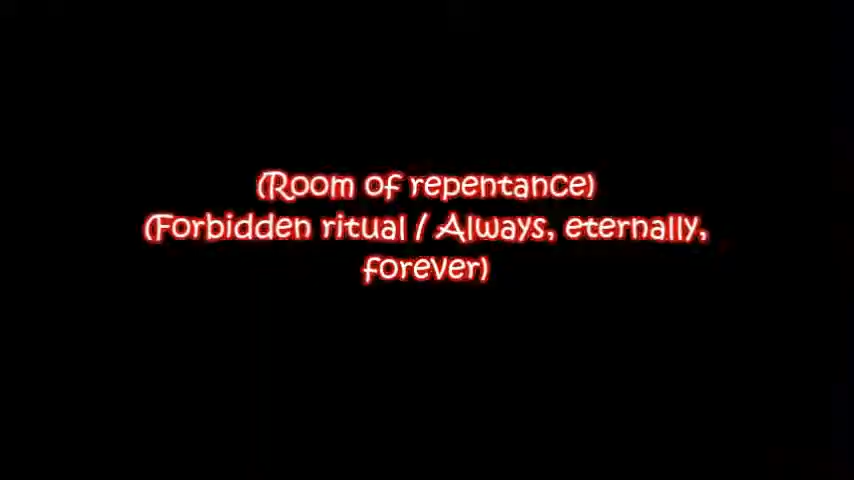 (Room of repentance)
(Forbidden ritual / Always, eternally,
forever)